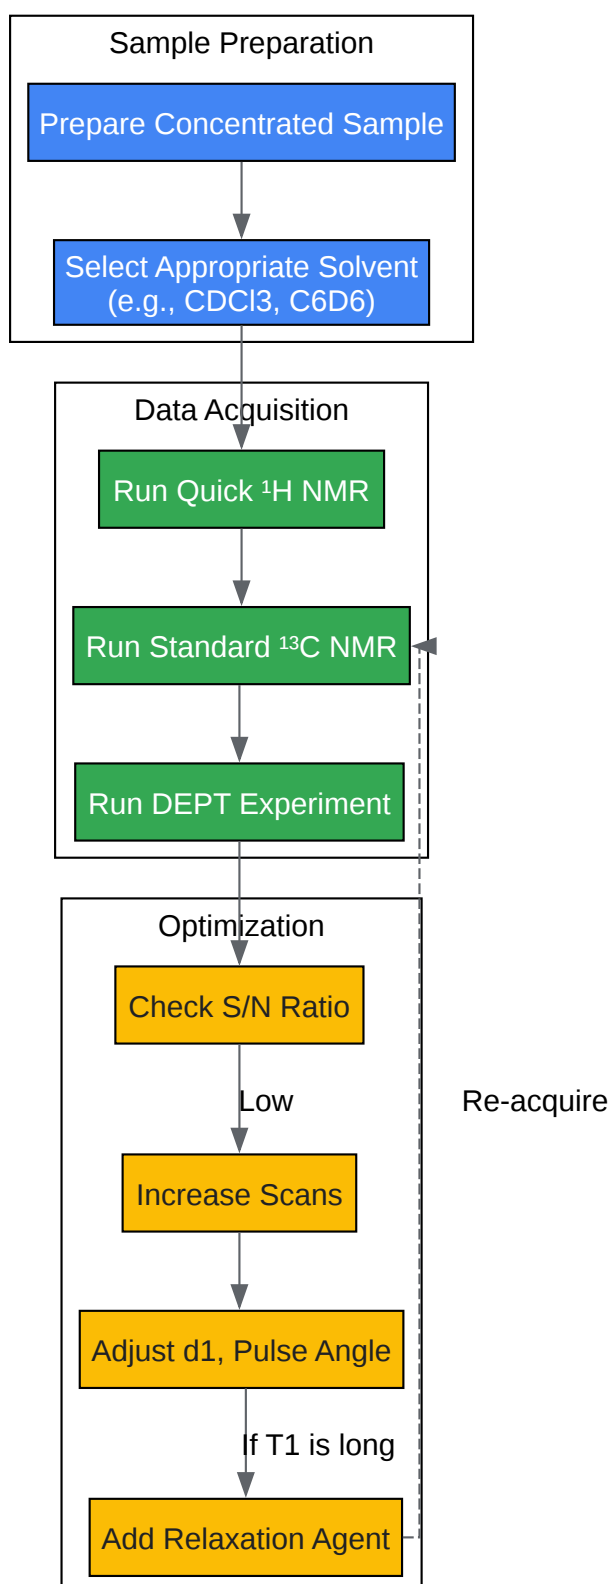 Sample Preparation
Prepare Concentrated Sample
Select Appropriate Solvent
(e.g., CDCl3, C6D6)
Data Acquisition
Run Quick ¹H NMR
Run Standard ¹³C NMR
Run DEPT Experiment
Optimization
Check S/N Ratio
Low
Re-acquire
Increase Scans
Adjust d1, Pulse Angle
If T1 is long
Add Relaxation Agent